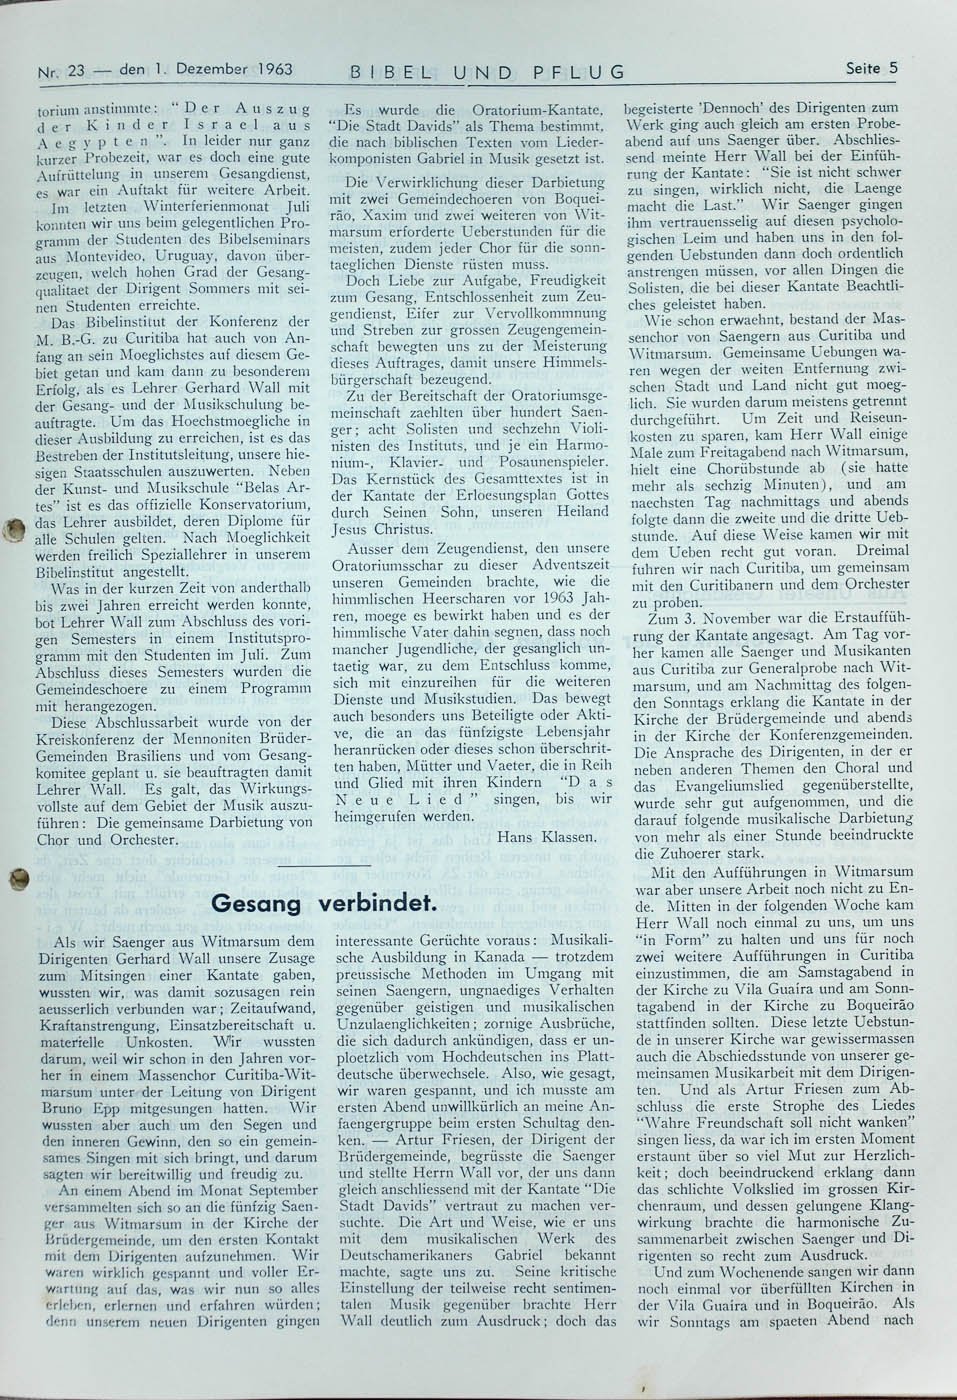 Nr. 23 — den 1. Dezember 1963
BIBEL UND PFLUG
Seite 5
torium anstimmte: "Der Auszug
der Kinder Israel aus
Aegypten". In leider nur ganz
kurzer Probezeit, war es doch eine gute
Aufrüttelung in unserem Gesangdienst,
es war ein Auftakt für weitere Arbeit.
Im letzten Winterferienmonat Juli
konnten wir uns beim gelegentlichen Pro-
gramm der Studenten des Bibelseminars
aus Montevideo, Uruguay, davon über-
zeugen, welch hohen Grad der Gesang-
qualitaet der Dirigent Sommers mit sei-
nen Studenten erreichte.
Das Bibelinstitut der Konferenz der
M. B.-G. zu Curitiba hat auch von An-
fang an sein Moeglichstes auf diesem Ge-
biet getan und kam dann zu besonderem
Erfolg, als es Lehrer Gerhard Wall mit
der Gesang- und der Musikschulung be-
auftragte. Um das Hoechstmoegliche in
dieser Ausbildung zu erreichen, ist es das
Bestreben der Institutsleitung, unsere hie-
sigen Staatsschulen auszuwerten. Neben
der Kunst- und Musikschule "Belas Ar-
tes" ist es das offizielle Konservatorium,
das Lehrer ausbildet, deren Diplome für
alle Schulen gelten. Nach Moeglichkeit
werden freilich Speziallehrer in unserem
Bibelinstitut angestellt.
Was in der kurzen Zeit von anderthalb
bis zwei Jahren erreicht werden konnte,
bot Lehrer Wall zum Abschluss des vori-
gen Semesters in einem Institutspro-
gramm mit den Studenten im Juli. Zum
Abschluss dieses Semesters wurden die
Gemeindeschoere zu einem Programm
mit herangezogen.
Diese Abschlussarbeit wurde von der
Kreiskonferenz der Mennoniten Brüder-
Gemeinden Brasiliens und vom Gesang-
komitee geplant u. sie beauftragten damit
Lehrer Wall. Es galt, das Wirkungs-
vollste auf dem Gebiet der Musik auszu-
führen: Die gemeinsame Darbietung von
Chor und Orchester.
Es wurde die Oratorium-Kantate,
"Die Stadt Davids" als Thema bestimmt,
die nach biblischen Texten vom Lieder-
komponisten Gabriel in Musik gesetzt ist.
Die Verwirklichung dieser Darbietung
mit zwei Gemeindechoeren von Boquei-
rão, Xaxim und zwei weiteren von Wit-
marsum erforderte Ueberstunden für die
meisten, zudem jeder Chor für die sonn-
taeglichen Dienste rüsten muss.
Doch Liebe zur Aufgabe, Freudigkeit
zum Gesang, Entschlossenheit zum Zeu-
gendienst, Eifer zur Vervollkommnung
und Streben zur grossen Zeugengemein-
schaft bewegten uns zu der Meisterung
dieses Auftrages, damit unsere Himmels-
bürgerschaft bezeugend.
Zu der Bereitschaft der Oratoriumsge-
meinschaft zaehlten über hundert Saen-
ger; acht Solisten und sechzehn Violi-
nisten des Instituts, und je ein Harmo-
nium-, Klavier- und Posaunenspieler.
Das Kernstück des Gesamttextes ist in
der Kantate der Erloesungsplan Gottes
durch Seinen Sohn, unseren Heiland
Jesus Christus.
Ausser dem Zeugendienst, den unsere
Oratoriumsschar zu dieser Adventszeit
unseren Gemeinden brachte, wie die
himmlischen Heerscharen vor 1963 Jah-
ren, moege es bewirkt haben und es der
himmlische Vater dahin segnen, dass noch
mancher Jugendliche, der gesanglich un-
taetig war, zu dem Entschluss komme,
sich mit einzureihen für die weiteren
Dienste und Musikstudien. Das bewegt
auch besonders uns Beteiligte oder Akti-
ve, die an das fünfzigste Lebensjahr
heranrücken oder dieses schon überschrit-
ten haben, Mütter und Vaeter, die in Reih
und Glied mit ihren Kindern "Das
Neue Lied" singen, bis wir
heimgerufen werden.
Hans Klassen.
Gesang verbindet.
Als wir Saenger aus Witmarsum dem
Dirigenten Gerhard Wall unsere Zusage
zum Mitsingen einer Kantate gaben,
wussten wir, was damit sozusagen rein
aeusserlich verbunden war; Zeitaufwand,
Kraftanstrengung, Einsatzbereitschaft u.
materielle Unkosten. Wir wussten
darum, weil wir schon in den Jahren vor-
her in einem Massenchor Curitiba-Wit-
marsum unter der Leitung von Dirigent
Bruno Epp mitgesungen hatten. Wir
wussten aber auch um den Segen und
den inneren Gewinn, den so ein gemein-
sames Singen mit sich bringt, und darum
sagten wir bereitwillig und freudig zu.
An einem Abend im Monat September
versammelten sich so an die fünfzig Saen-
ger aus Witmarsum in der Kirche der
Brüdergemeinde, um den ersten Kontakt
mit dem Dirigenten aufzunehmen. Wir
waren wirklich gespannt und voller Er-
wartung auf das, was wir nun so alles
erleben, erlernen und erfahren würden;
denn unserem neuen Dirigenten gingen
interessante Gerüchte voraus: Musikali-
sche Ausbildung in Kanada — trotzdem
preussische Methoden im Umgang mit
seinen Saengern, ungnaediges Verhalten
gegenüber geistigen und musikalischen
Unzulaenglichkeiten; zornige Ausbrüche,
die sich dadurch ankündigen, dass er un-
ploetzlich vom Hochdeutschen ins Platt-
deutsche überwechsele. Also, wie gesagt,
wir waren gespannt, und ich musste am
ersten Abend unwillkürlich an meine An-
faengergruppe beim ersten Schultag den-
ken. — Artur Friesen, der Dirigent der
Brüdergemeinde, begrüsste die Saenger
und stellte Herrn Wall vor, der uns dann
gleich anschliessend mit der Kantate "Die
Stadt Davids" vertraut zu machen ver-
suchte. Die Art und Weise, wie er uns
mit dem musikalischen Werk des
Deutschamerikaners Gabriel bekannt
machte, sagte uns zu. Seine kritische
Einstellung der teilweise recht sentimen-
talen Musik gegenüber brachte Herr
Wall deutlich zum Ausdruck; doch das
begeisterte 'Dennoch' des Dirigenten zum
Werk ging auch gleich am ersten Probe-
abend auf uns Saenger über. Abschlies-
send meinte Herr Wall bei der Einfüh-
rung der Kantate: "Sie ist nicht schwer
zu singen, wirklich nicht, die Laenge
macht die Last." Wir Saenger gingen
ihm vertrauensselig auf diesen psycholo-
gischen Leim und haben uns in den fol-
genden Uebstunden dann doch ordentlich
anstrengen müssen, vor allen Dingen die
Solisten, die bei dieser Kantate Beachtli-
ches geleistet haben.
Wie schon erwaehnt, bestand der Mas-
senchor von Saengern aus Curitiba und
Witmarsum. Gemeinsame Uebungen wa-
ren wegen der weiten Entfernung zwi-
schen Stadt und Land nicht gut moeg-
lich. Sie wurden darum meistens getrennt
durchgeführt. Um Zeit und Reiseun-
kosten zu sparen, kam Herr Wall einige
Male zum Freitagabend nach Witmarsum,
hielt eine Chorübstunde ab (sie hatte
mehr als sechzig Minuten), und am
naechsten Tag nachmittags und abends
folgte dann die zweite und die dritte Ueb-
stunde. Auf diese Weise kamen wir mit
dem Ueben recht gut voran. Dreimal
fuhren wir nach Curitiba, um gemeinsam
mit den Curitibanern und dem Orchester
zu proben.
Zum 3. November war die Erstauffüh-
rung der Kantate angesagt. Am Tag vor-
her kamen alle Saenger und Musikanten
aus Curitiba zur Generalprobe nach Wit-
marsum, und am Nachmittag des folgen-
den Sonntags erklang die Kantate in der
Kirche der Brüdergemeinde und abends
in der Kirche der Konferenzgemeinden.
Die Ansprache des Dirigenten, in der er
neben anderen Themen den Choral und
das Evangeliumslied gegenüberstellte,
wurde sehr gut aufgenommen, und die
darauf folgende musikalische Darbietung
von mehr als einer Stunde beeindruckte
die Zuhoerer stark.
Mit den Aufführungen in Witmarsum
war aber unsere Arbeit noch nicht zu En-
de. Mitten in der folgenden Woche kam
Herr Wall noch einmal zu uns, um uns
"in Form" zu halten und uns für noch
zwei weitere Aufführungen in Curitiba
einzustimmen, die am Samstagabend in
der Kirche zu Vila Guaíra und am Sonn-
tagabend in der Kirche zu Boqueirão
stattfinden sollten. Diese letzte Uebstun-
de in unserer Kirche war gewissermassen
auch die Abschiedsstunde von unserer ge-
meinsamen Musikarbeit mit dem Dirigen-
ten. Und als Artur Friesen zum Ab-
schluss die erste Strophe des Liedes
"Wahre Freundschaft soll nicht wanken"
singen liess, da war ich im ersten Moment
erstaunt über so viel Mut zur Herzlich-
keit; doch beeindruckend erklang dann
das schlichte Volkslied im grossen Kir-
chenraum, und dessen gelungene Klang-
wirkung brachte die harmonische Zu-
sammenarbeit zwischen Saenger und Di-
rigenten so recht zum Ausdruck.
Und zum Wochenende sangen wir dann
noch einmal vor überfüllten Kirchen in
der Vila Guaíra und in Boqueirão. Als
wir Sonntags am spaeten Abend nach